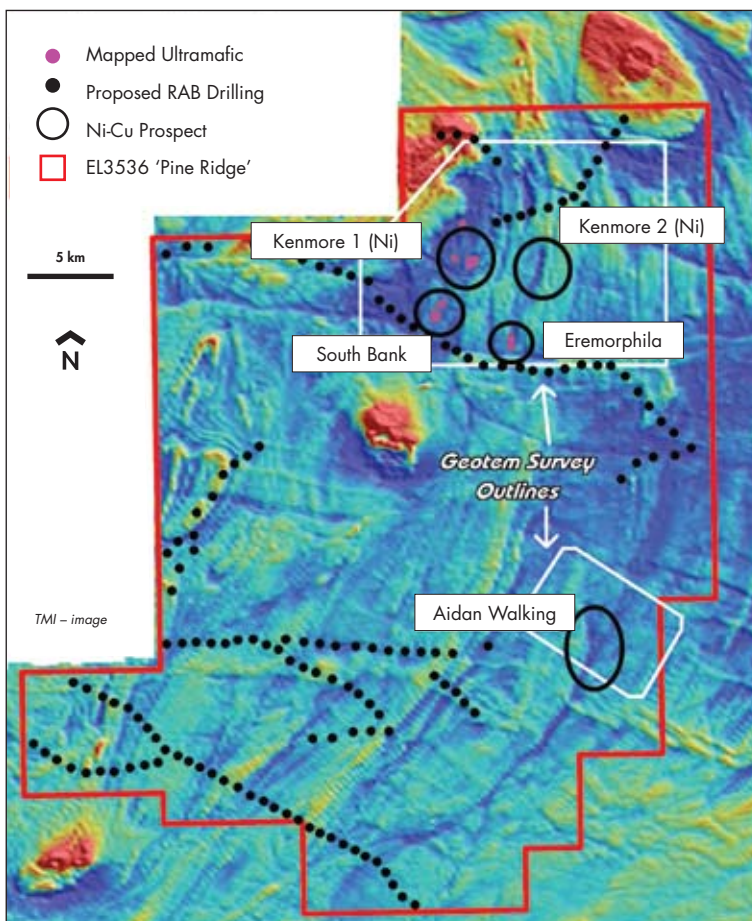 Mapped Ultramafic
Proposed RAB Drilling
Ni-Cu Prospect
EL3536 'Pine Ridge'
5 km
N
Kenmore 1 (Ni)
Kenmore 2 (Ni)
South Bank
Eremorphila
Geotem Survey
Outlines
Aidan Walking
TMI – image